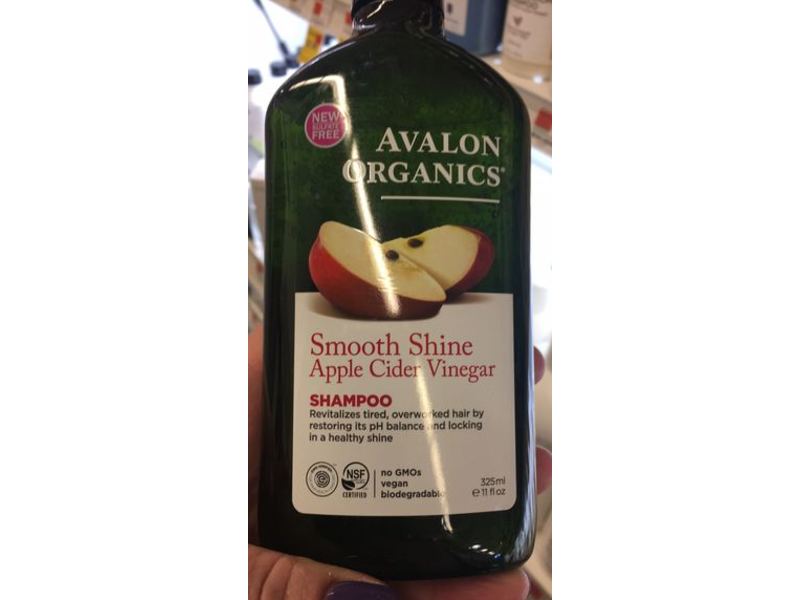 NEW
SULFATE
FREE
AVALON
ORGANICS®
Smooth Shine
Apple Cider Vinegar
SHAMPOO
Revitalizes tired, overworked hair by
restoring its pH balance and locking
in a healthy shine
NSF
CERTIFIED
no GMOs
vegan
biodegradable
325ml
e 11 fl oz